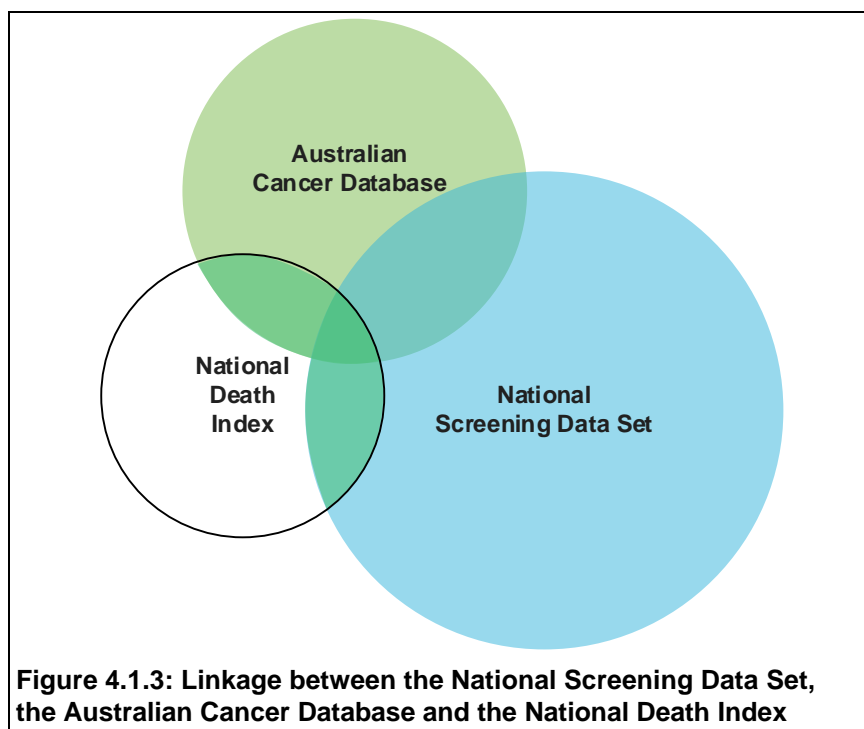 Australian
Cancer Database
National
Death
Index
National
Screening Data Set
Figure 4.1.3: Linkage between the National Screening Data Set,
the Australian Cancer Database and the National Death Index